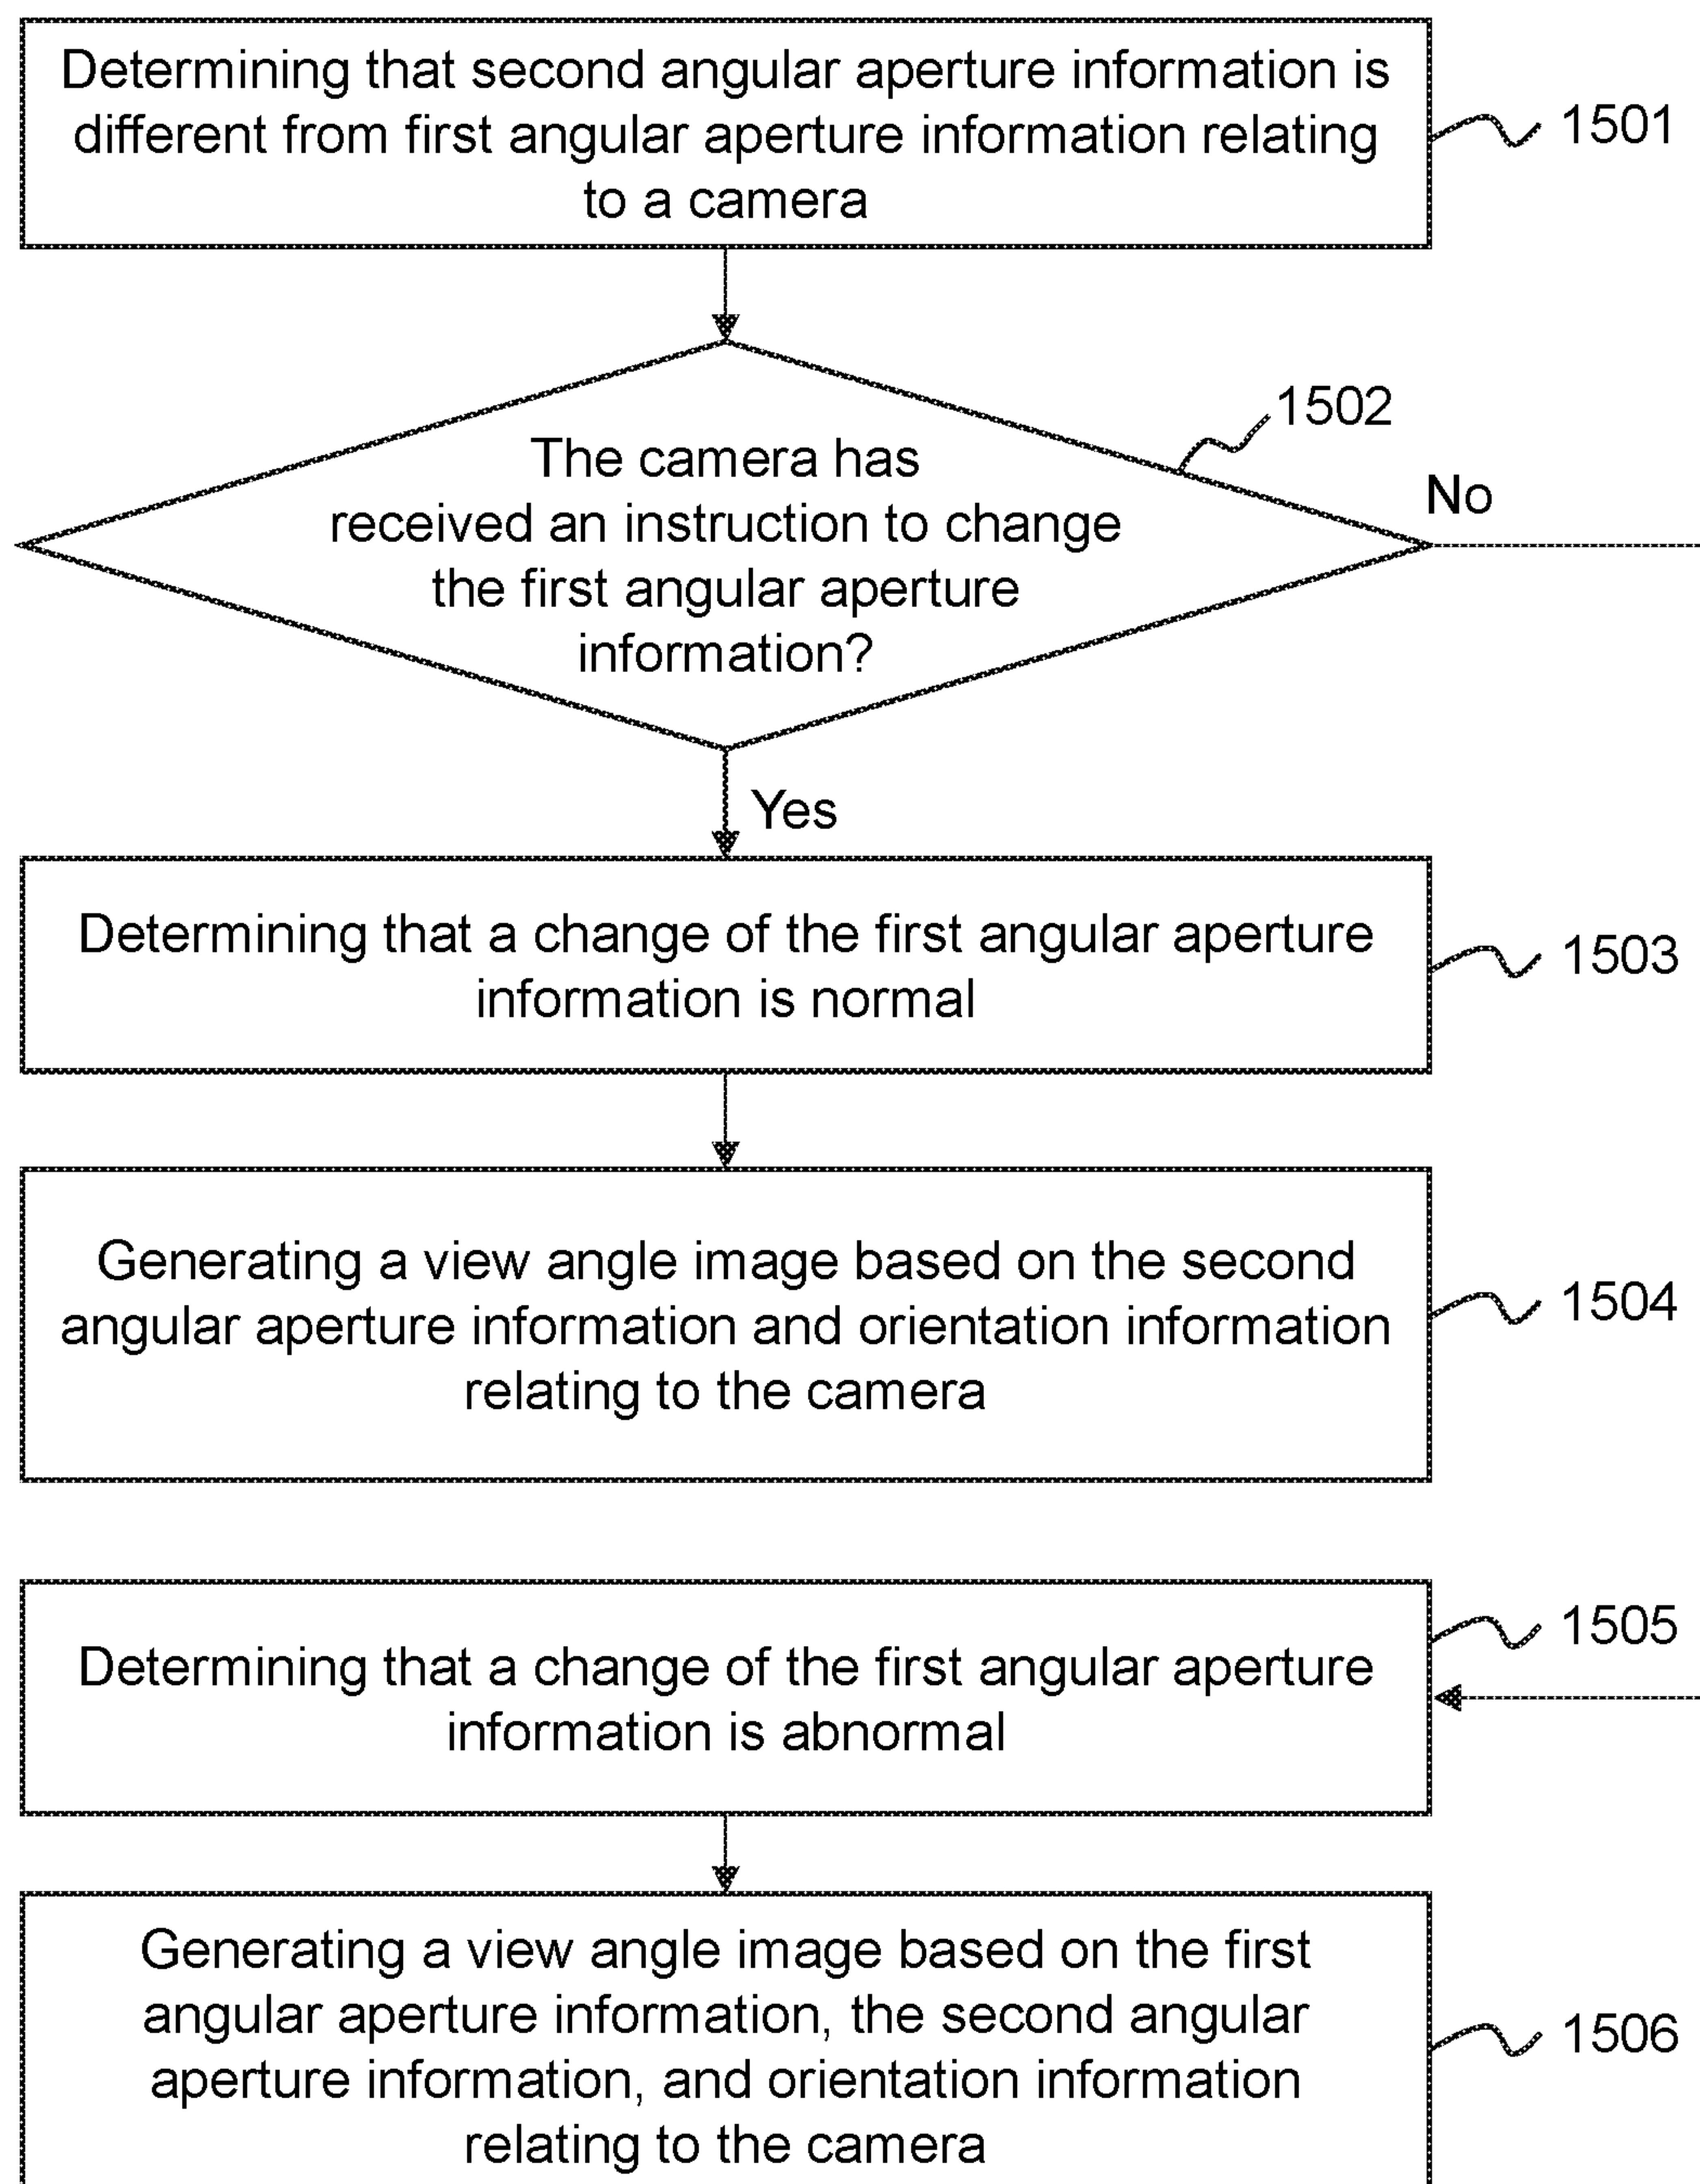 Determining that second angular aperture information is
different from first angular aperture information relating
to a camera
1501
1502
The camera has
received an instruction to change
the first angular aperture
information?
No
Yes
Determining that a change of the first angular aperture
information is normal
1503
Generating a view angle image based on the second
angular aperture information and orientation information
relating to the camera
1504
Determining that a change of the first angular aperture
information is abnormal
1505
Generating a view angle image based on the first
angular aperture information, the second angular
aperture information, and orientation information
relating to the camera
1506